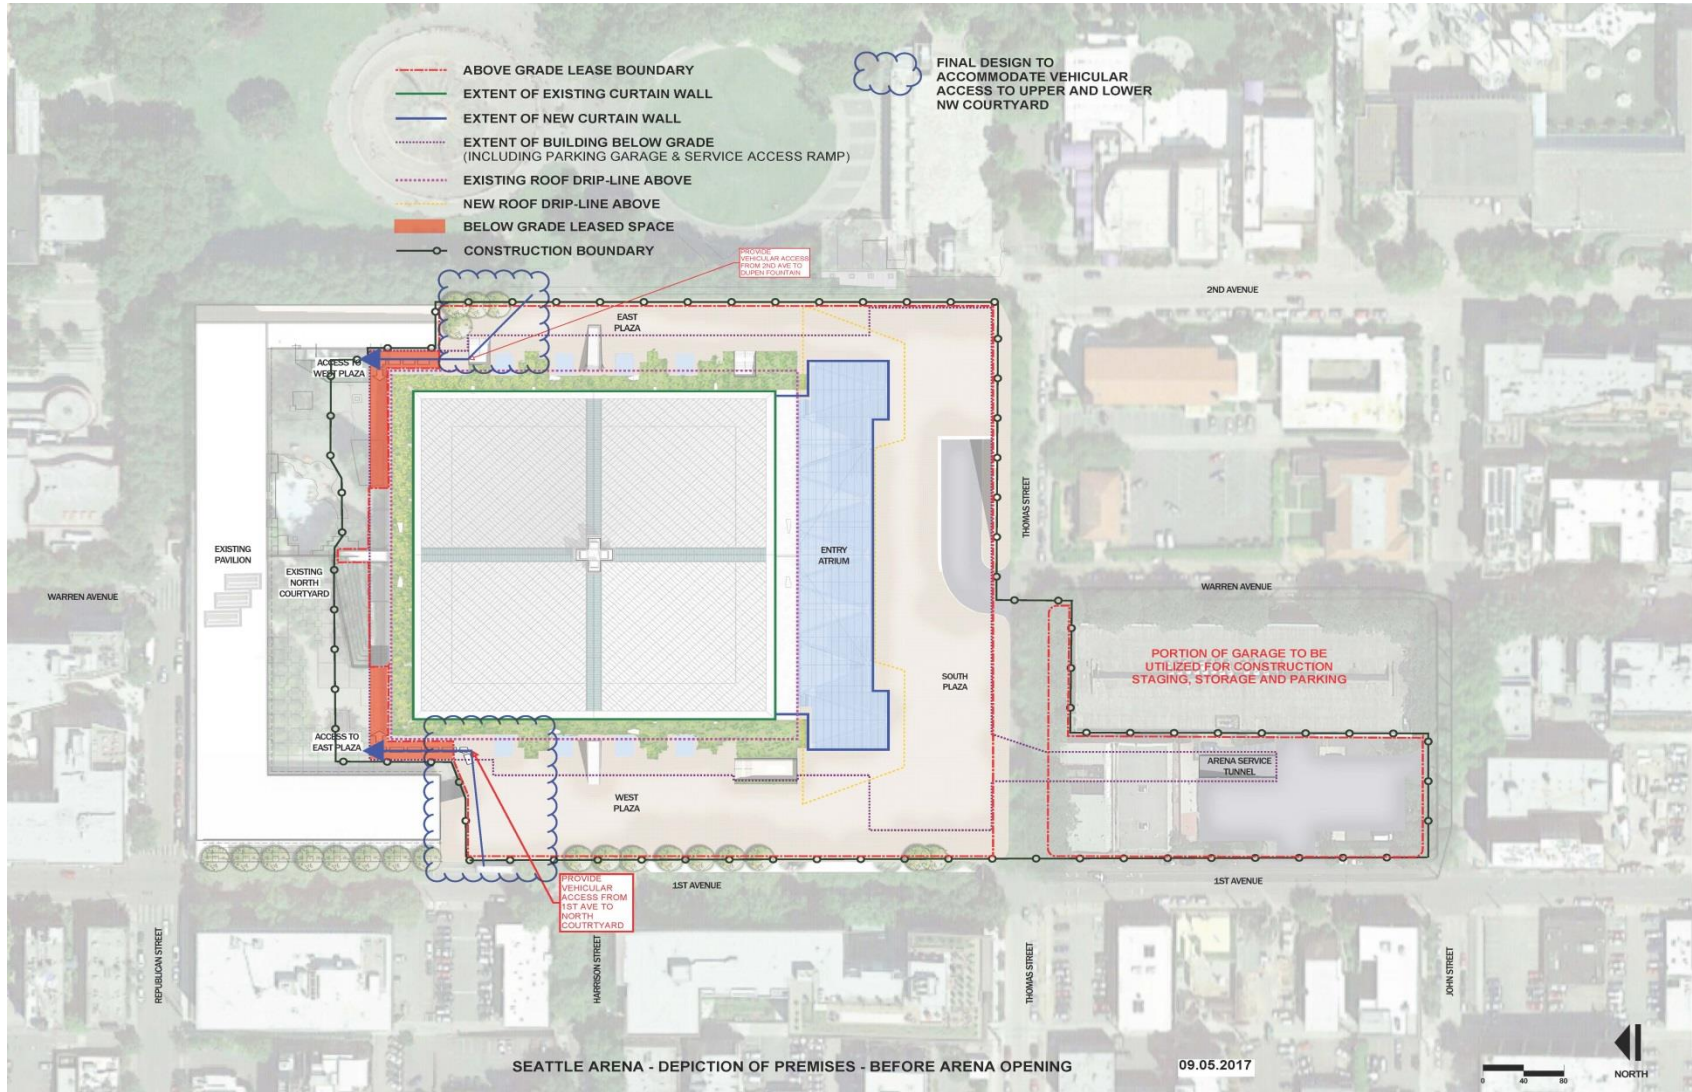 ABOVE GRADE LEASE BOUNDARY
EXTENT OF EXISTING CURTAIN WALL
EXTENT OF NEW CURTAIN WALL
EXTENT OF BUILDING BELOW GRADE
(INCLUDING PARKING GARAGE & SERVICE ACCESS RAMP)
EXISTING ROOF DRIP-LINE ABOVE
NEW ROOF DRIP-LINE ABOVE
BELOW GRADE LEASED SPACE
CONSTRUCTION BOUNDARY
FINAL DESIGN TO
ACCOMMODATE VEHICULAR
ACCESS TO UPPER AND LOWER
NW COURTYARD
PROVIDE
VEHICULAR ACCESS
FROM 2ND AVE TO
DUPEN FOUNTAIN
2ND AVENUE
EAST
PLAZA
ACCESS TO
WEST PLAZA
THOMAS STREET
EXISTING
PAVILION
EXISTING
NORTH
COURTYARD
ENTRY
ATRIUM
WARREN AVENUE
WARREN AVENUE
PORTION OF GARAGE TO BE
UTILIZED FOR CONSTRUCTION
STAGING, STORAGE AND PARKING
SOUTH
PLAZA
ACCESS TO
EAST PLAZA
ARENA SERVICE
TUNNEL
WEST
PLAZA
1ST AVENUE
1ST AVENUE
PROVIDE
VEHICULAR
ACCESS FROM
1ST AVE TO
NORTH
COUTRTYARD
REPUBLICAN STREET
HARRISON STREET
THOMAS STREET
JOHN STREET
SEATTLE ARENA - DEPICTION OF PREMISES - BEFORE ARENA OPENING
09.05.2017
0 40 80
NORTH